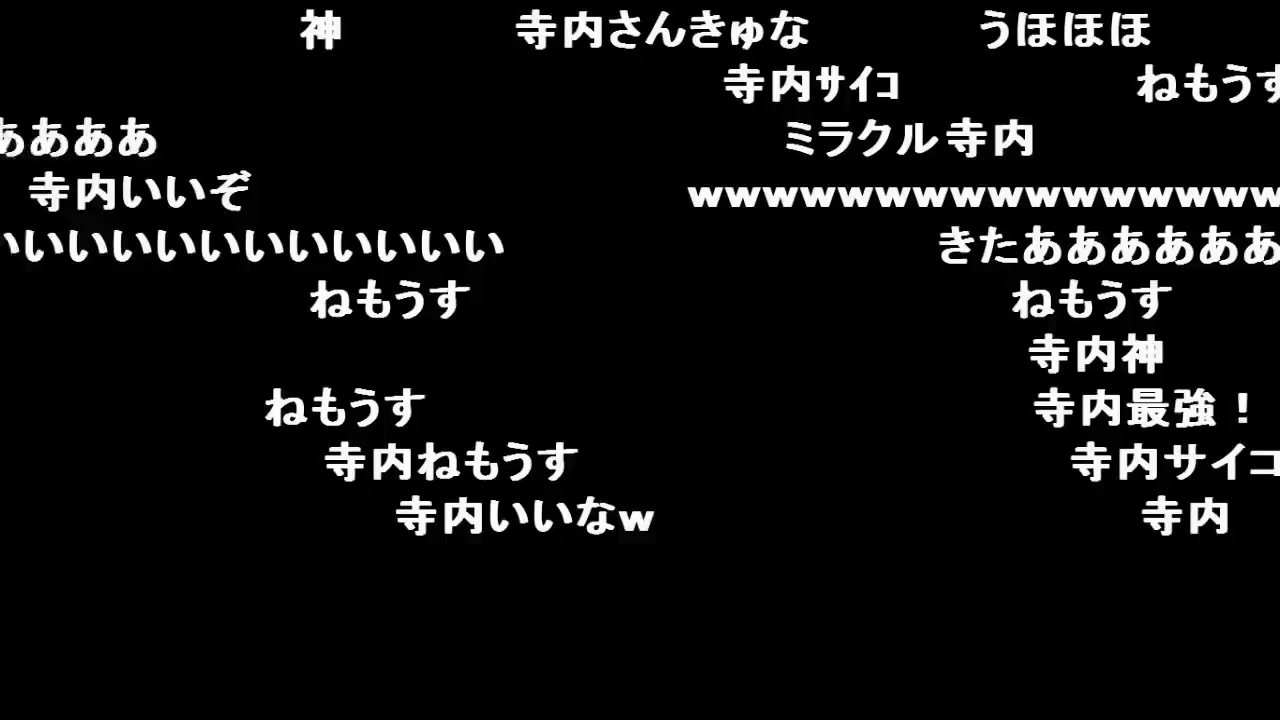 神 寺内さんきゅな うほほほ
寺内ｻｲｺ ねもうす
ああああ ミラクル寺内
寺内いいぞ wwwwwwwwwwwwwwww
いいいいいいいいいいいい きたああああああ
ねもうす ねもうす
寺内神
ねもうす 寺内最強！
寺内ねもうす 寺内サイコ
寺内いいなw 寺内